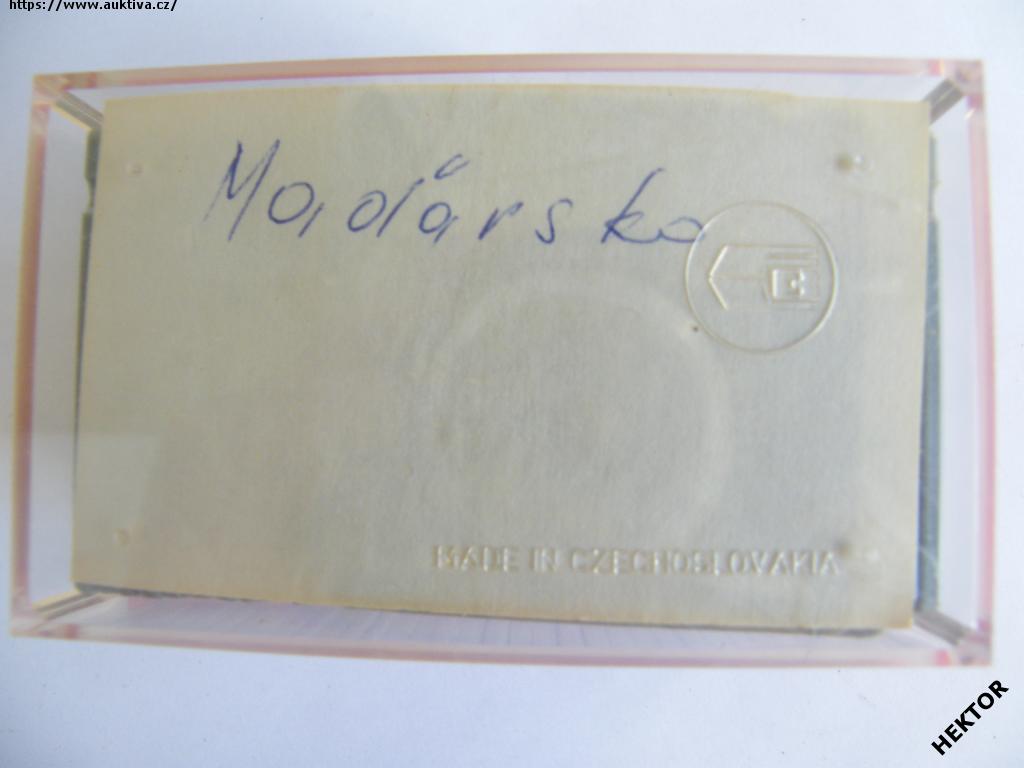 https://www.auktiva.cz/
Maďarsko
MADE IN CZECHOSLOVAKIA
HEKTOR